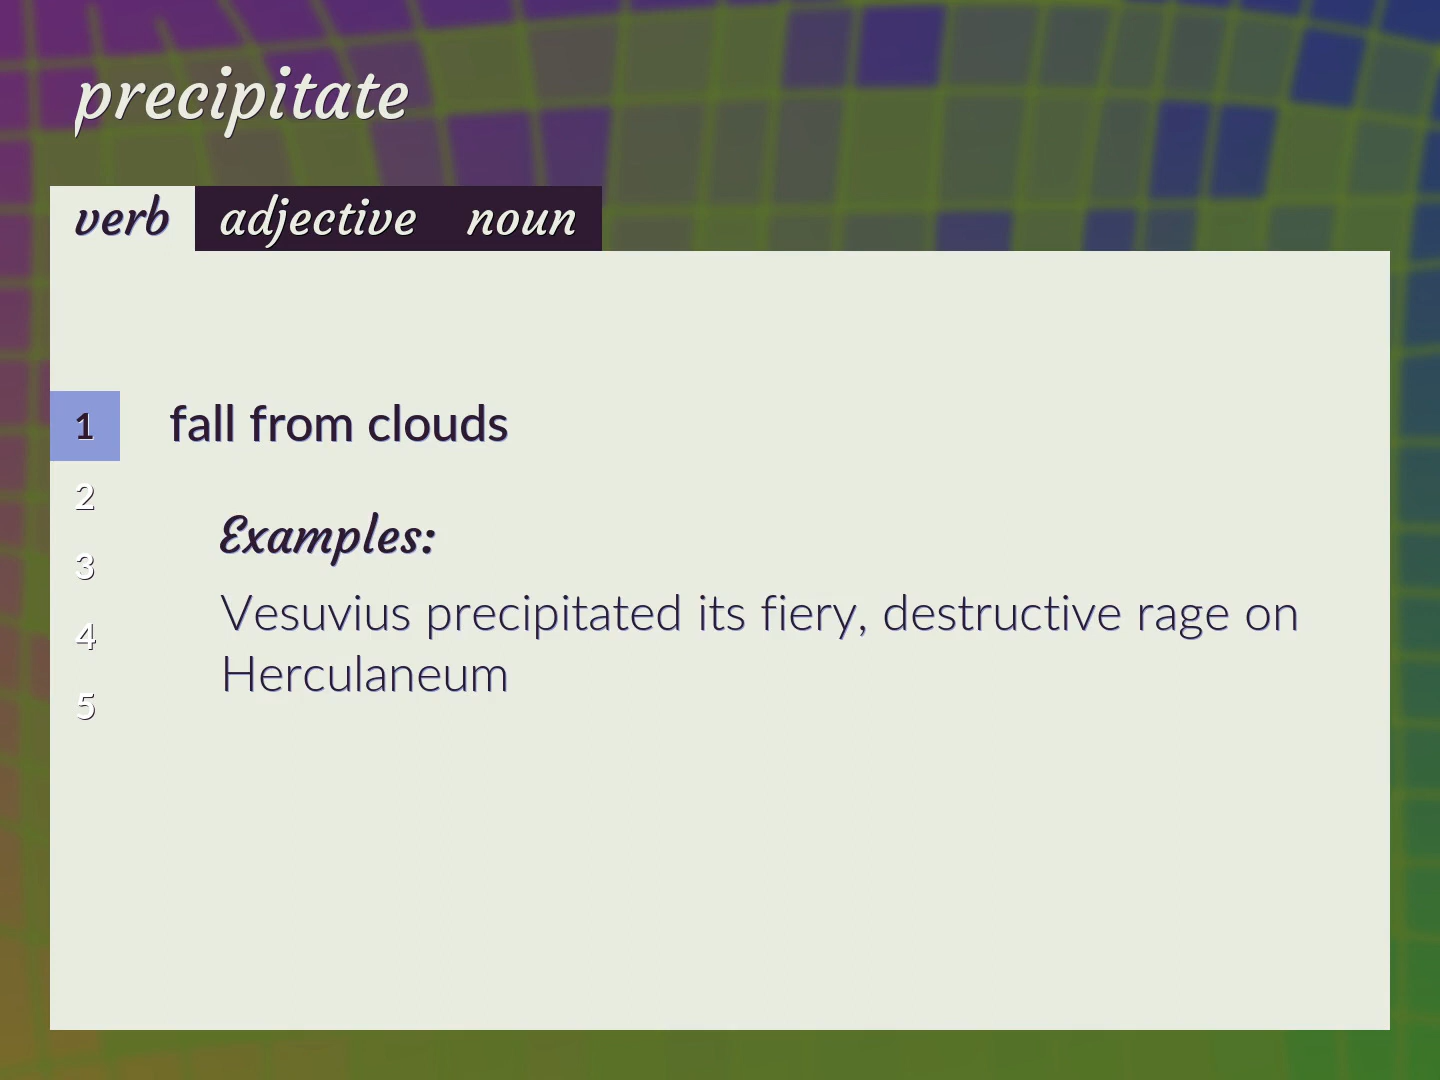 precipitate
verb adjective noun
1 fall from clouds
2
Examples:
3
Vesuvius precipitated its fiery, destructive rage on
4
Herculaneum
5